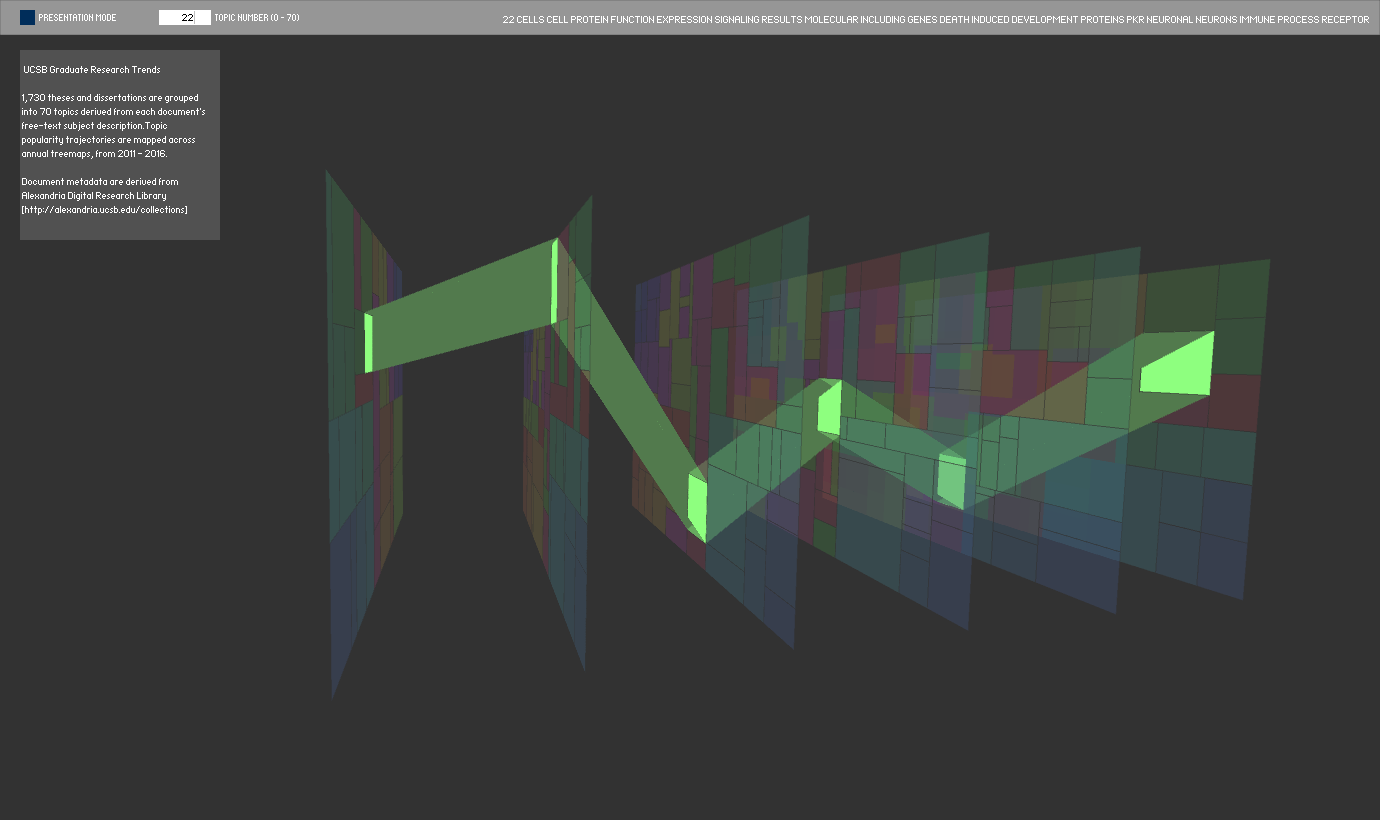 PRESENTATION MODE
22
TOPIC NUMBER (0 - 70)
22 CELLS CELL PROTEIN FUNCTION EXPRESSION SIGNALING RESULTS MOLECULAR INCLUDING GENES DEATH INDUCED DEVELOPMENT PROTEINS PKR NEURONAL NEURONS IMMUNE PROCESS RECEPTOR
UCSB Graduate Research Trends
1,730 theses and dissertations are grouped
into 70 topics derived from each document's
free-text subject description.Topic
popularity trajectories are mapped across
annual treemaps, from 2011 - 2016.
Document metadata are derived from
Alexandria Digital Research Library
[http://alexandria.ucsb.edu/collections]